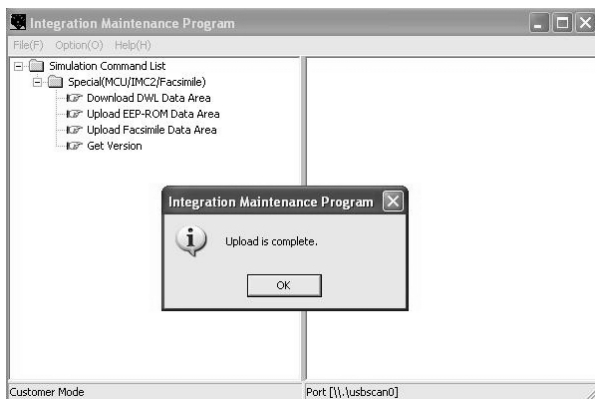 Integration Maintenance Program
File(F) Option(O) Help(H)
Simulation Command List
Special(MCU/IMC2/Facsimile)
Download DWL Data Area
Upload EEP-ROM Data Area
Upload Facsimile Data Area
Get Version
Integration Maintenance Program
Upload is complete.
OK
Customer Mode Port [\\.\usbscan0]